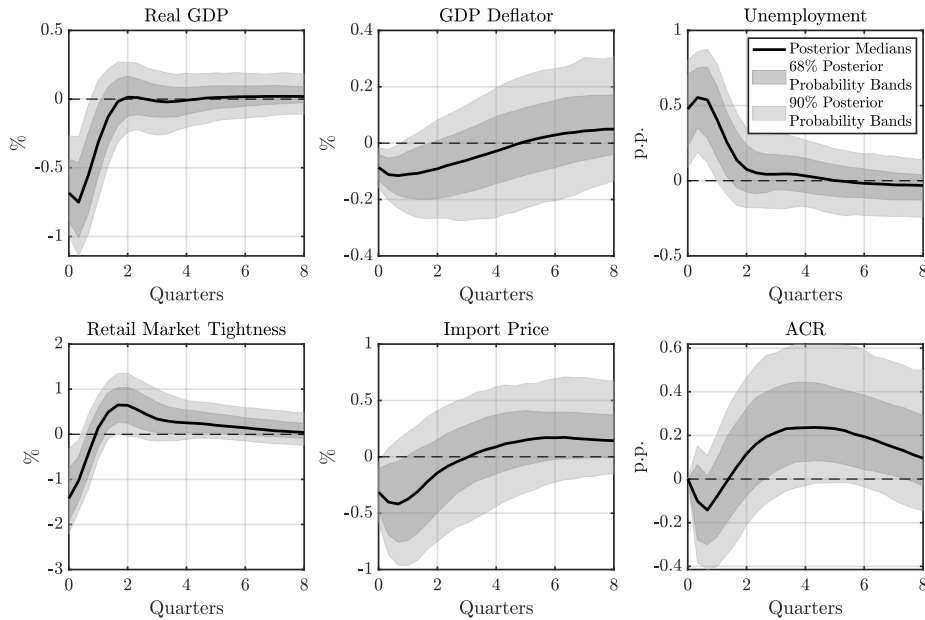 Real GDP
0.5
0
-0.5
-1
%
0 2 4 6 8
Quarters
GDP Deflator
0.4
0.2
0
-0.2
-0.4
%
0 2 4 6 8
Quarters
Unemployment
1
0.5
0
-0.5
p.p.
0 2 4 6 8
Quarters
Posterior Medians
68% Posterior
Probability Bands
90% Posterior
Probability Bands
Retail Market Tightness
2
1
0
-1
-2
-3
%
0 2 4 6 8
Quarters
Import Price
1
0.5
0
-0.5
-1
%
0 2 4 6 8
Quarters
ACR
0.6
0.4
0.2
0
-0.2
-0.4
p.p.
0 2 4 6 8
Quarters